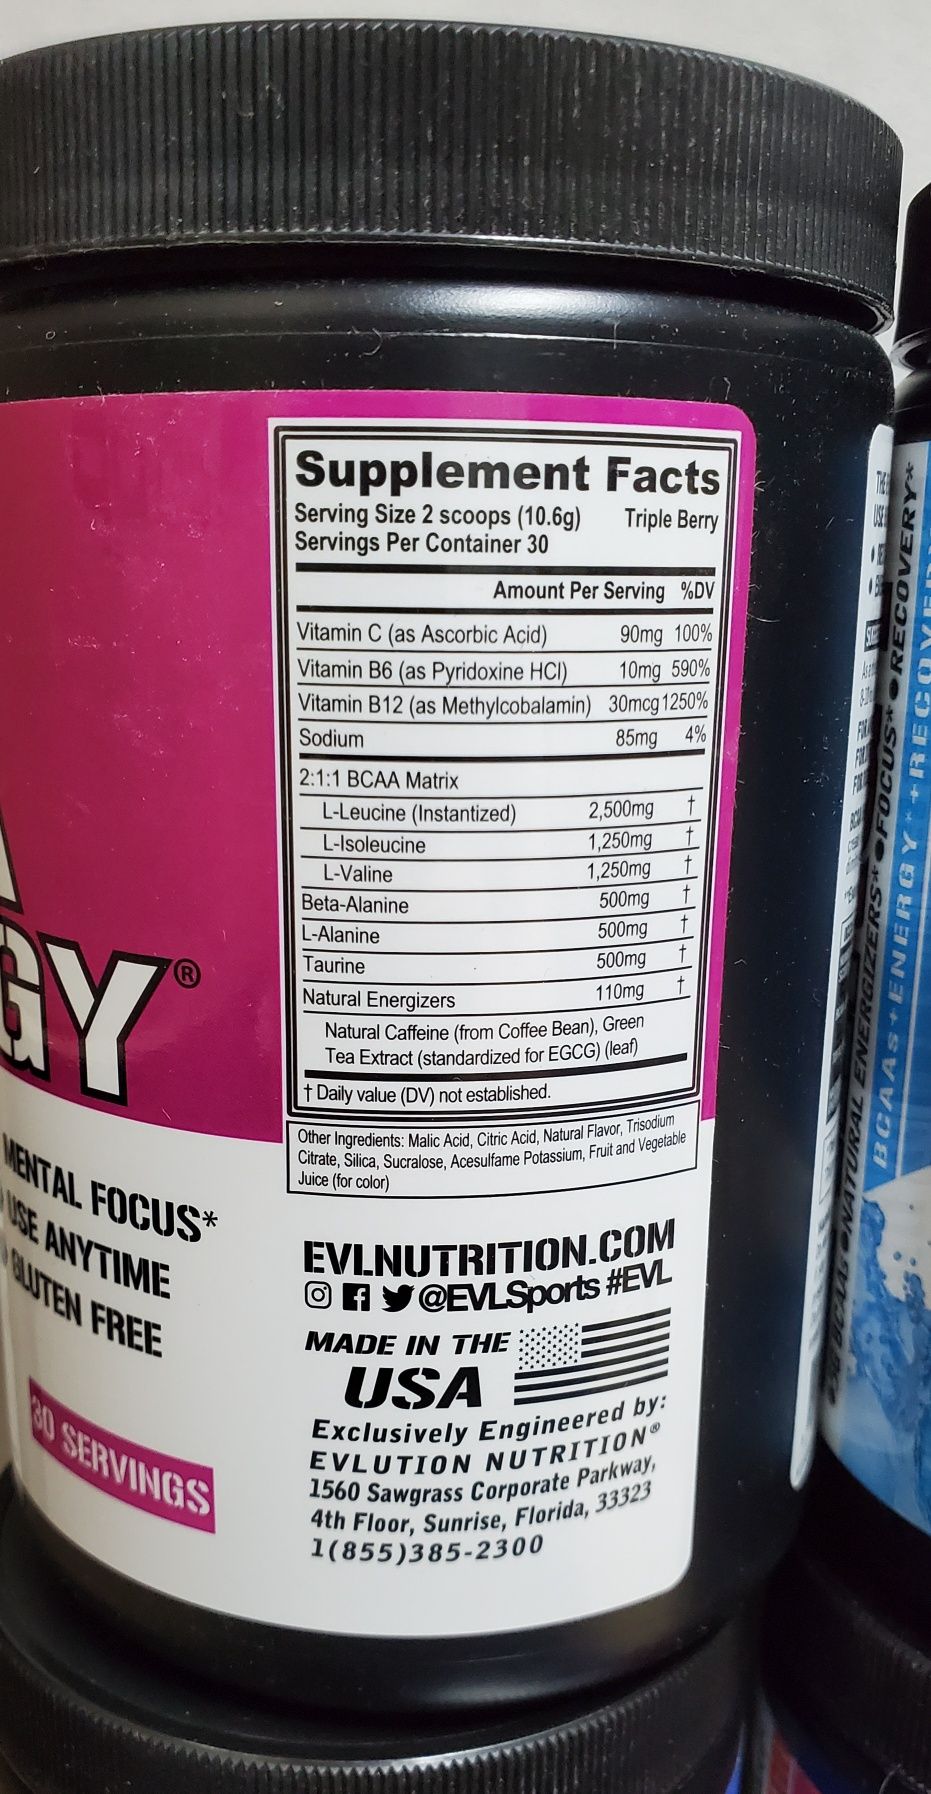 Supplement Facts
Serving Size 2 scoops (10.6g) Triple Berry
Servings Per Container 30
Amount Per Serving %DV
Vitamin C (as Ascorbic Acid) 90mg 100%
Vitamin B6 (as Pyridoxine HCl) 10mg 590%
Vitamin B12 (as Methylcobalamin) 30mcg 1250%
Sodium 85mg 4%
2:1:1 BCAA Matrix
L-Leucine (Instantized) 2,500mg †
L-Isoleucine 1,250mg †
L-Valine 1,250mg †
Beta-Alanine 500mg †
L-Alanine 500mg †
Taurine 500mg †
Natural Energizers 110mg †
Natural Caffeine (from Coffee Bean), Green
Tea Extract (standardized for EGCG) (leaf)
† Daily value (DV) not established.
Other Ingredients: Malic Acid, Citric Acid, Natural Flavor, Trisodium
Citrate, Silica, Sucralose, Acesulfame Potassium, Fruit and Vegetable
Juice (for color)
EVLNUTRITION.COM
@EVLSports #EVL
MADE IN THE
USA
Exclusively Engineered by:
EVLUTION NUTRITION®
1560 Sawgrass Corporate Parkway,
4th Floor, Sunrise, Florida, 33323
1(855)385-2300
GY®
MENTAL FOCUS*
USE ANYTIME
GLUTEN FREE
30 SERVINGS
BCAAs •NATURAL ENERGIZERS*•FOCUS*•RECOVERY*
BCAAs+ENERGY+RECOVERY